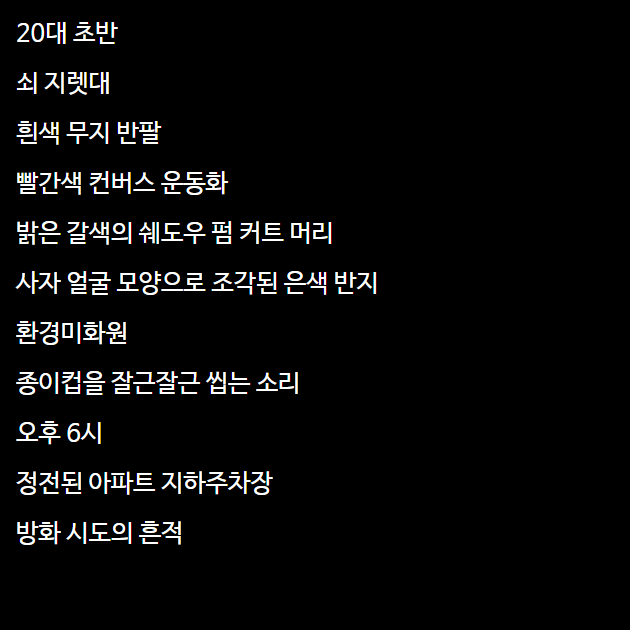 20대 초반
쇠 지렛대
흰색 무지 반팔
빨간색 컨버스 운동화
밝은 갈색의 쉐도우 펌 커트 머리
사자 얼굴 모양으로 조각된 은색 반지
환경미화원
종이컵을 잘근잘근 씹는 소리
오후 6시
정전된 아파트 지하주차장
방화 시도의 흔적